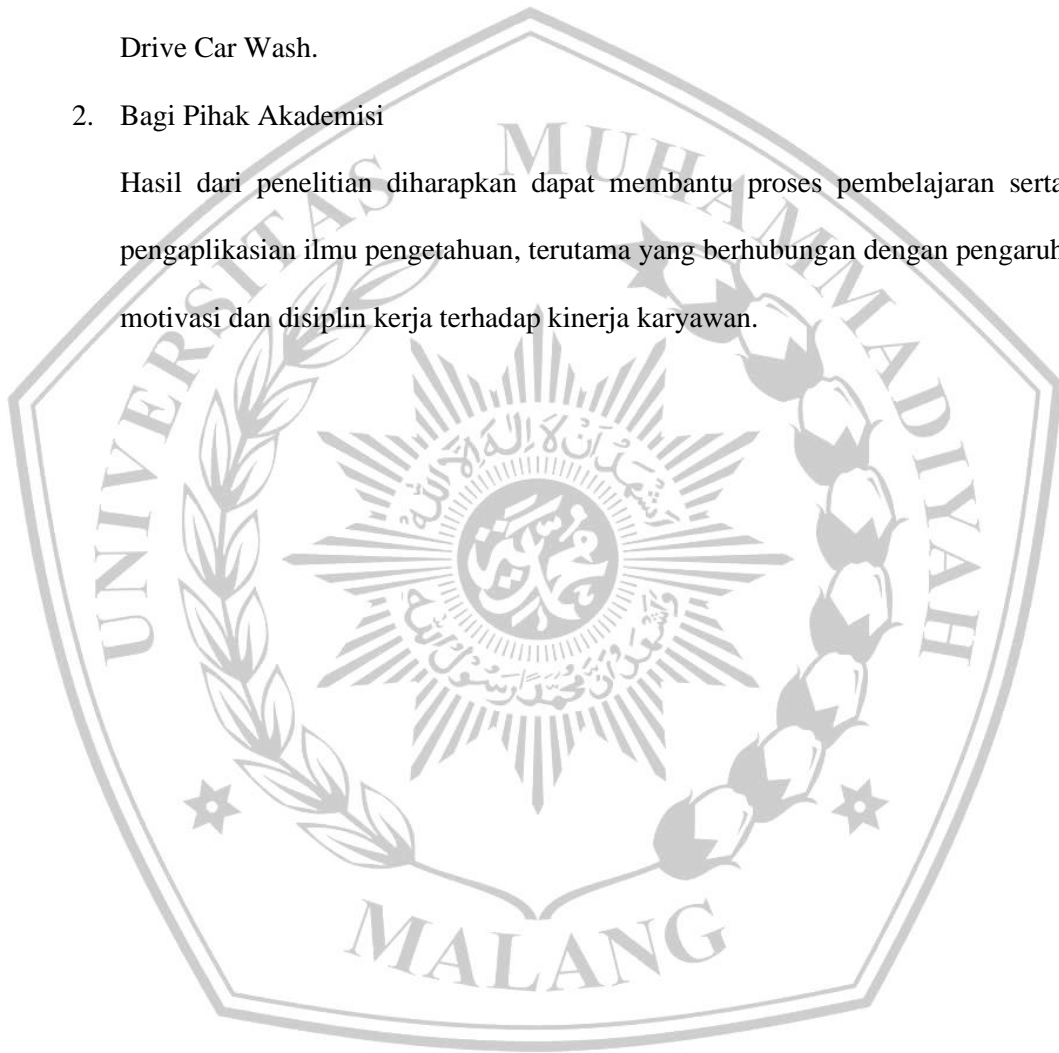 Drive Car Wash.
2. Bagi Pihak Akademisi
Hasil dari penelitian diharapkan dapat membantu proses pembelajaran serta
pengaplikasian ilmu pengetahuan, terutama yang berhubungan dengan pengaruh
motivasi dan disiplin kerja terhadap kinerja karyawan.
UNIVERSITAS MUHAMMADIYAH
MALANG